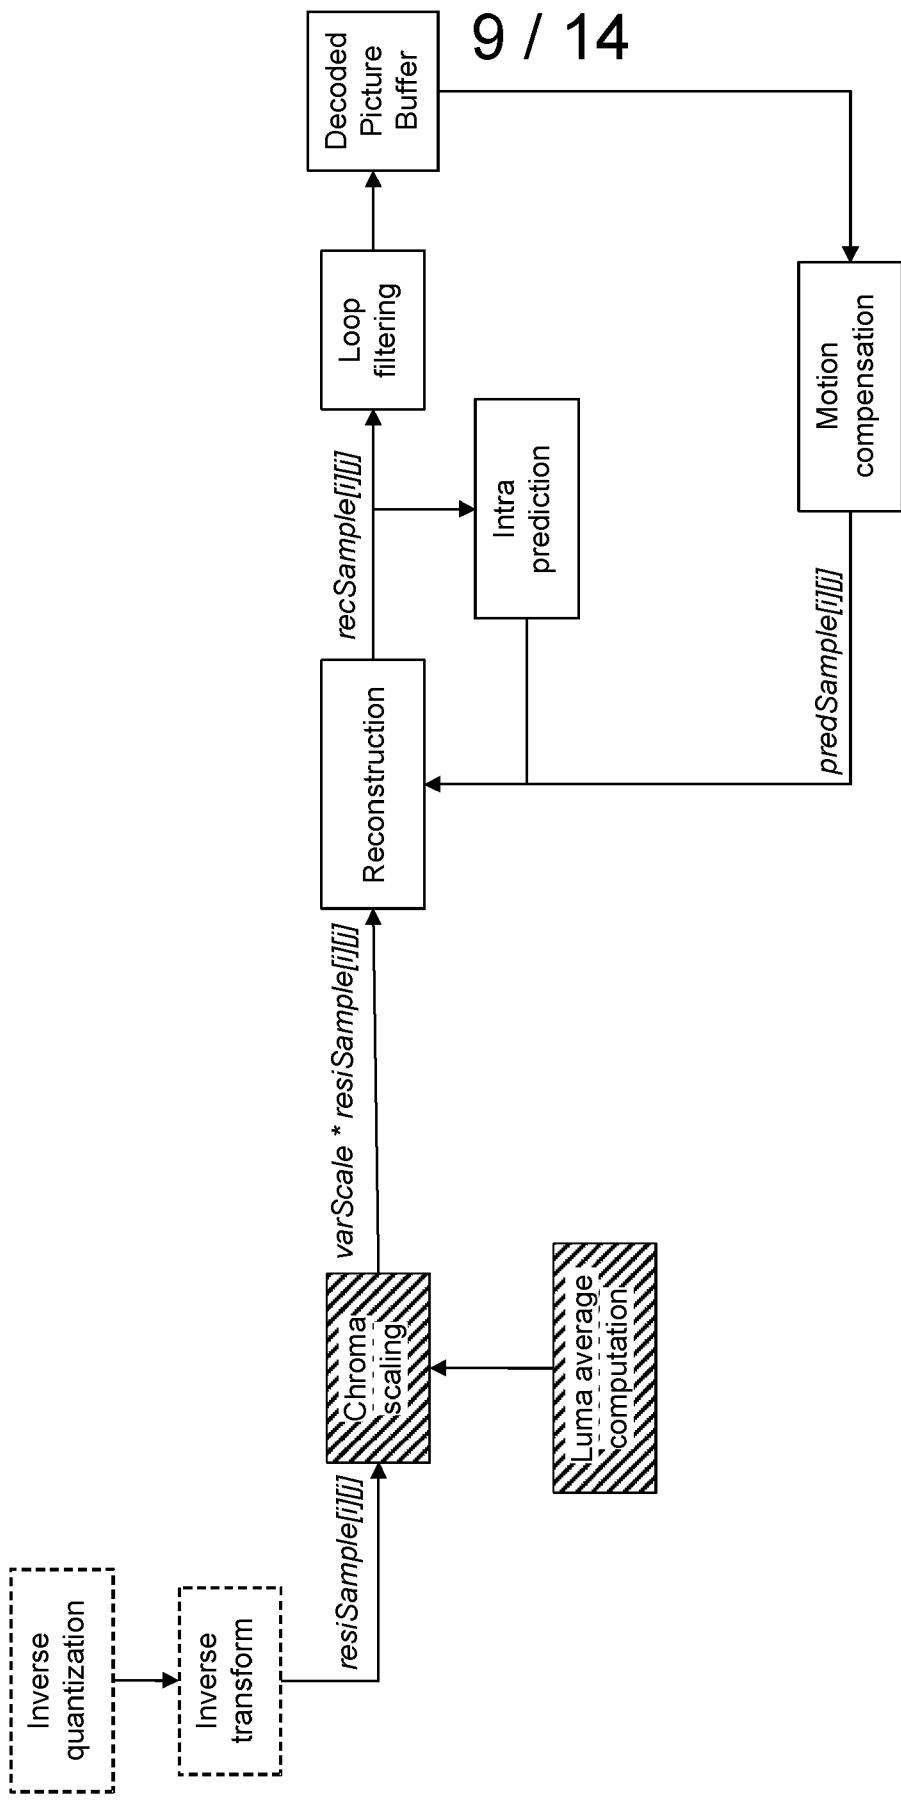 9 / 14
Inverse
quantization
Inverse
transform
resiSample[i][j]
Chroma
scaling
Luma average
computation
varScale * resiSample[i][j]
Reconstruction
recSample[i][j]
Intra
prediction
Loop
filtering
Decoded
Picture
Buffer
Motion
compensation
predSample[i][j]